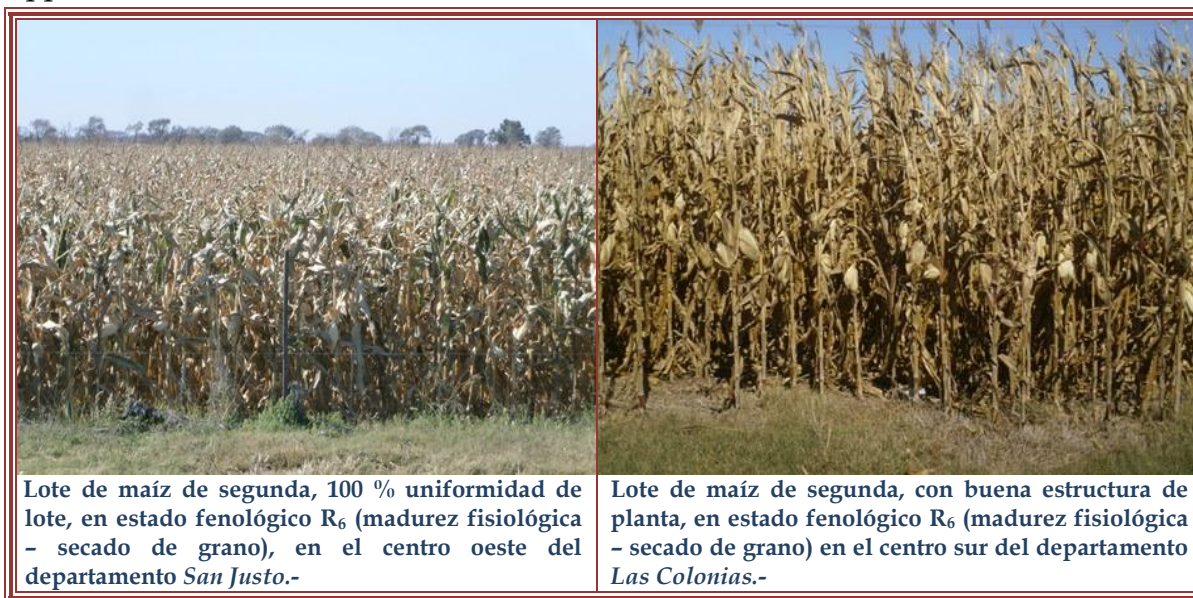 Lote de maíz de segunda, 100 % uniformidad de
lote, en estado fenológico R₆ (madurez fisiológica
– secado de grano), en el centro oeste del
departamento San Justo.-
Lote de maíz de segunda, con buena estructura de
planta, en estado fenológico R₆ (madurez fisiológica
– secado de grano) en el centro sur del departamento
Las Colonias.-